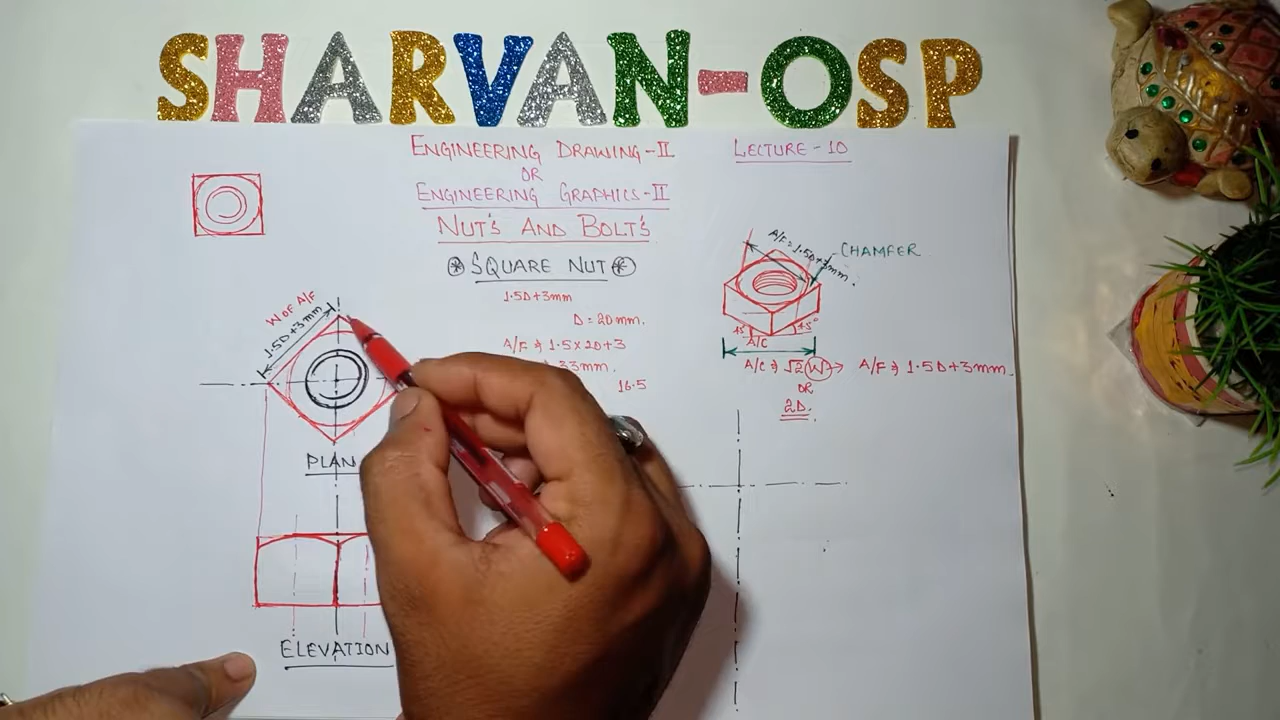 SHARVAN-OSP
ENGINEERING DRAWING-II
OR
ENGINEERING GRAPHICS-II
LECTURE-10
NUT'S AND BOLT'S
SQUARE NUT
1.5D+3mm
D = 20mm.
A/F ⇒ 1.5×20+3
33mm.
16.5
W OF A/F
1.5D+3mm
PLAN
ELEVATION
A/F=1.5D+3mm.
CHAMFER
45°
45°
A/C
A/C ⇒ √2 W → A/F ⇒ 1.5D+3mm.
OR
2D.